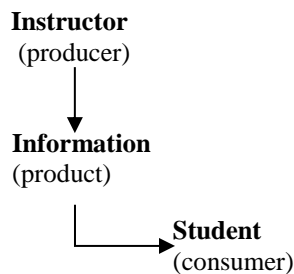 Instructor
(producer)
Information
(product)
Student
(consumer)